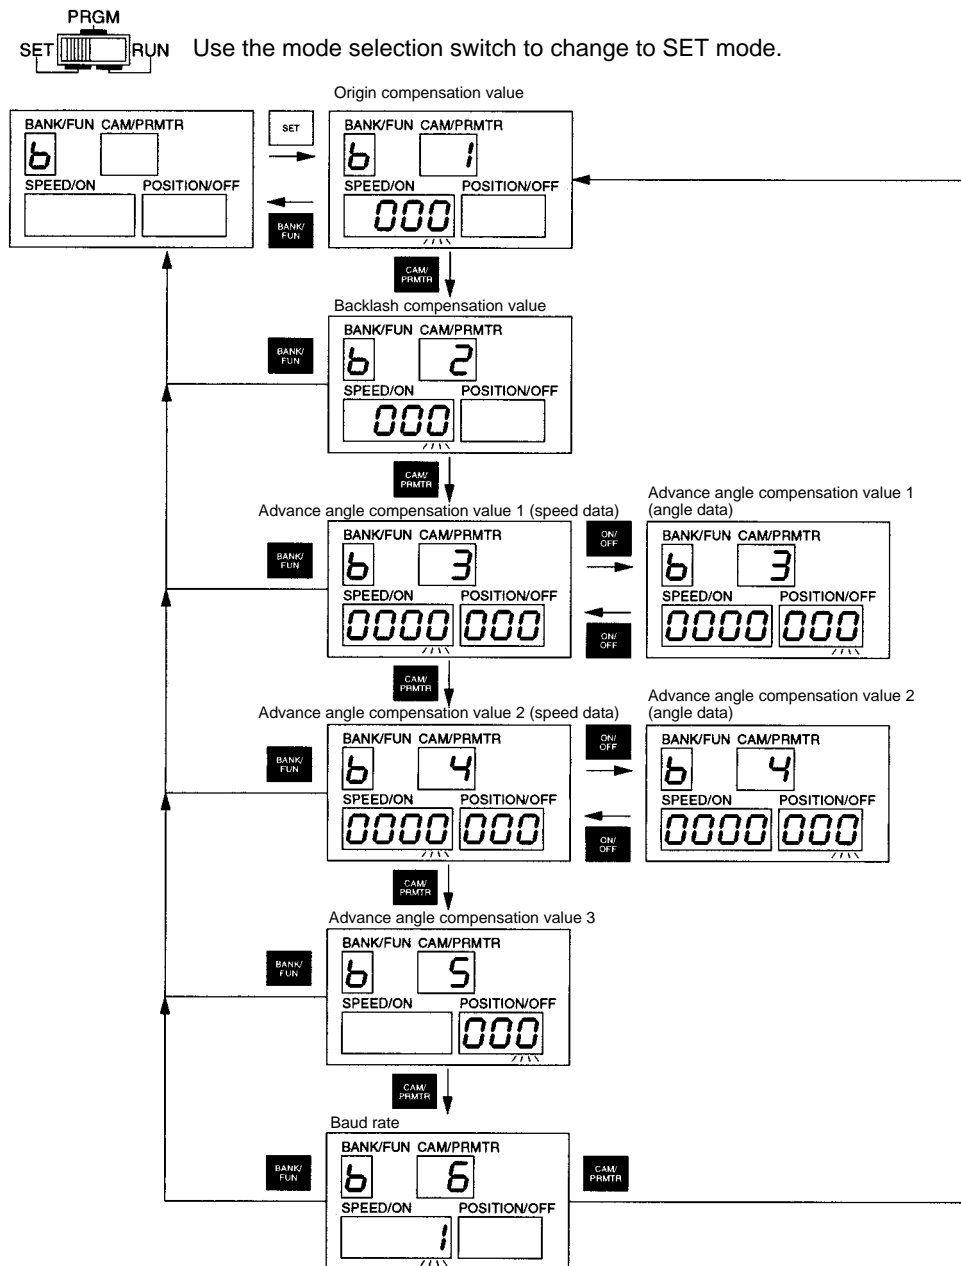 PRGM
SET RUN Use the mode selection switch to change to SET mode.
Origin compensation value
BANK/FUN CAM/PRMTR
b
SPEED/ON POSITION/OFF
SET
BANK/
FUN
BANK/FUN CAM/PRMTR
b 1
SPEED/ON POSITION/OFF
000
CAM/
PRMTR
Backlash compensation value
BANK/
FUN
BANK/FUN CAM/PRMTR
b 2
SPEED/ON POSITION/OFF
000
CAM/
PRMTR
Advance angle compensation value 1 (speed data)
BANK/
FUN
BANK/FUN CAM/PRMTR
b 3
SPEED/ON POSITION/OFF
0000 000
ON/
OFF
ON/
OFF
Advance angle compensation value 1
(angle data)
BANK/FUN CAM/PRMTR
b 3
SPEED/ON POSITION/OFF
0000 000
CAM/
PRMTR
Advance angle compensation value 2 (speed data)
BANK/
FUN
BANK/FUN CAM/PRMTR
b 4
SPEED/ON POSITION/OFF
0000 000
ON/
OFF
ON/
OFF
Advance angle compensation value 2
(angle data)
BANK/FUN CAM/PRMTR
b 4
SPEED/ON POSITION/OFF
0000 000
CAM/
PRMTR
Advance angle compensation value 3
BANK/
FUN
BANK/FUN CAM/PRMTR
b 5
SPEED/ON POSITION/OFF
000
CAM/
PRMTR
Baud rate
BANK/
FUN
BANK/FUN CAM/PRMTR
b 6
SPEED/ON POSITION/OFF
1
CAM/
PRMTR